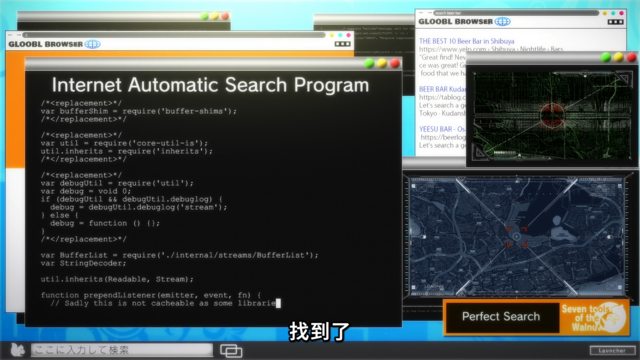 GLOOBL BROWSER
GLOOBL BROWSER
THE BEST 10 Beer Bar in Shibuya
https://www.yelp.com › Shibuya › Nightlife › Bars
"Great find! New
ce was great! G
food that we ha
BEER BAR Kudan
https://tablog.c
Let's search a ge
Tokyo · Kudansh
YEESU BAR - Osa
https://beerlog
Let's search a ge
Internet Automatic Search Program
/*<replacement>*/
var bufferShim = require('buffer-shims');
/*</replacement>*/
/*<replacement>*/
var util = require('core-util-is');
util.inherits = require('inherits');
/*</replacement>*/
/*<replacement>*/
var debugUtil = require('util');
var debug = void 0;
if (debugUtil && debugUtil.debuglog) {
debug = debugUtil.debuglog('stream');
} else {
debug = function () {};
}
/*</replacement>*/
var BufferList = require('./internal/streams/BufferList');
var StringDecoder;
util.inherits(Readable, Stream);
function prependListener(emitter, event, fn) {
// Sadly this is not cacheable as some librarie
Perfect Search
Seven tools
of the
Walnut
找到了
ここに入力して検索
Launcher